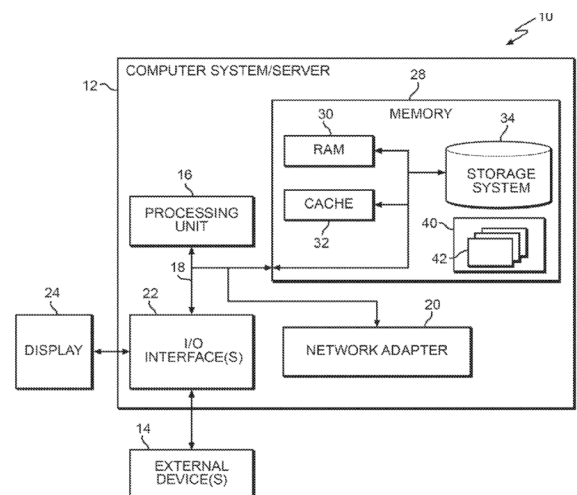 10
12
COMPUTER SYSTEM/SERVER
28
MEMORY
30
RAM
34
STORAGE
SYSTEM
CACHE
32
40
42
16
PROCESSING
UNIT
18
24
DISPLAY
22
I/O
INTERFACE(S)
20
NETWORK ADAPTER
14
EXTERNAL
DEVICE(S)